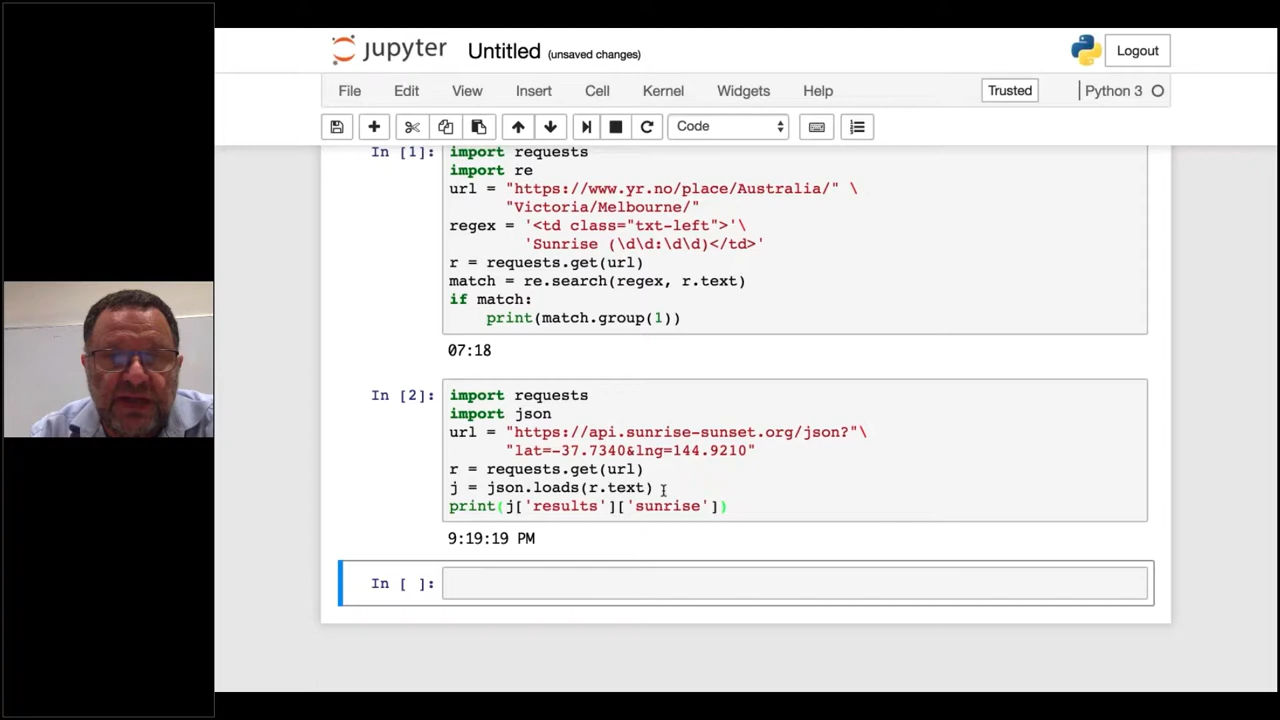 jupyter Untitled (unsaved changes) Logout
File Edit View Insert Cell Kernel Widgets Help Trusted Python 3
Code
In [1]: import requests
import re
url = "https://www.yr.no/place/Australia/" \
"Victoria/Melbourne/"
regex = '<td class="txt-left">'\
'Sunrise (\d\d:\d\d)</td>'
r = requests.get(url)
match = re.search(regex, r.text)
if match:
print(match.group(1))
07:18
In [2]: import requests
import json
url = "https://api.sunrise-sunset.org/json?"\
"lat=-37.7340&lng=144.9210"
r = requests.get(url)
j = json.loads(r.text)
print(j['results']['sunrise'])
9:19:19 PM
In [ ]: